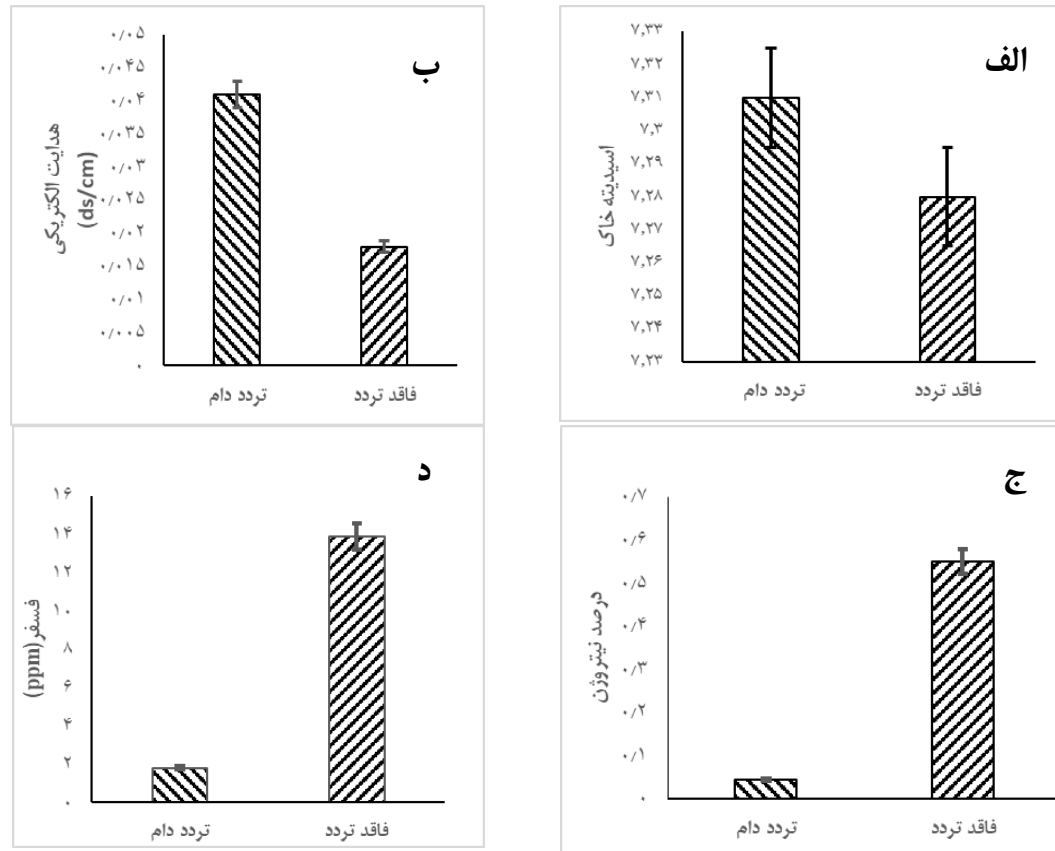 الف
اسیدیته خاک
۷٫۳۳
۷٫۳۲
۷٫۳۱
۷٫۳
۷٫۲۹
۷٫۲۸
۷٫۲۷
۷٫۲۶
۷٫۲۵
۷٫۲۴
۷٫۲۳
تردد دام
فاقد تردد
ب
هدایت الکتریکی
(ds/cm)
۰/۰۵
۰/۰۴۵
۰/۰۴
۰/۰۳۵
۰/۰۳
۰/۰۲۵
۰/۰۲
۰/۰۱۵
۰/۰۱
۰/۰۰۵
۰
تردد دام
فاقد تردد
ج
درصد نیتروژن
۰/۷
۰/۶
۰/۵
۰/۴
۰/۳
۰/۲
۰/۱
۰
تردد دام
فاقد تردد
د
فسفر(ppm)
۱۶
۱۴
۱۲
۱۰
۸
۶
۴
۲
۰
تردد دام
فاقد تردد